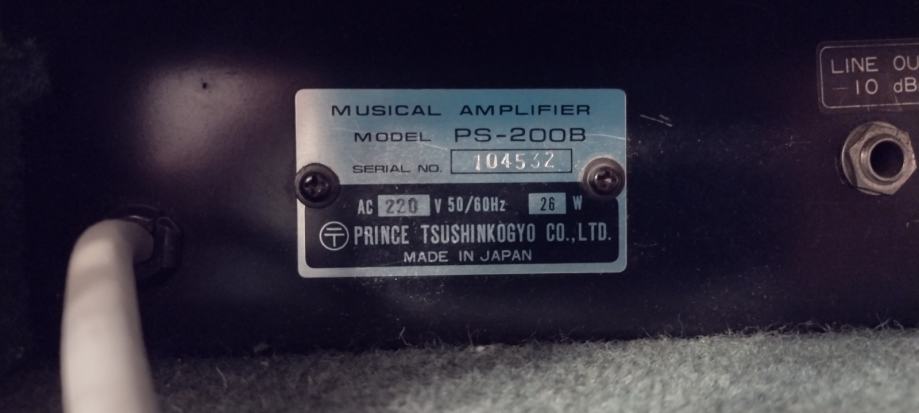 MUSICAL AMPLIFIER
MODEL PS-200B
SERIAL NO. 104532
AC 220 V 50/60Hz 26 W
〒 PRINCE TSUSHINKOGYO CO.,LTD.
MADE IN JAPAN
LINE OU
-10 dB